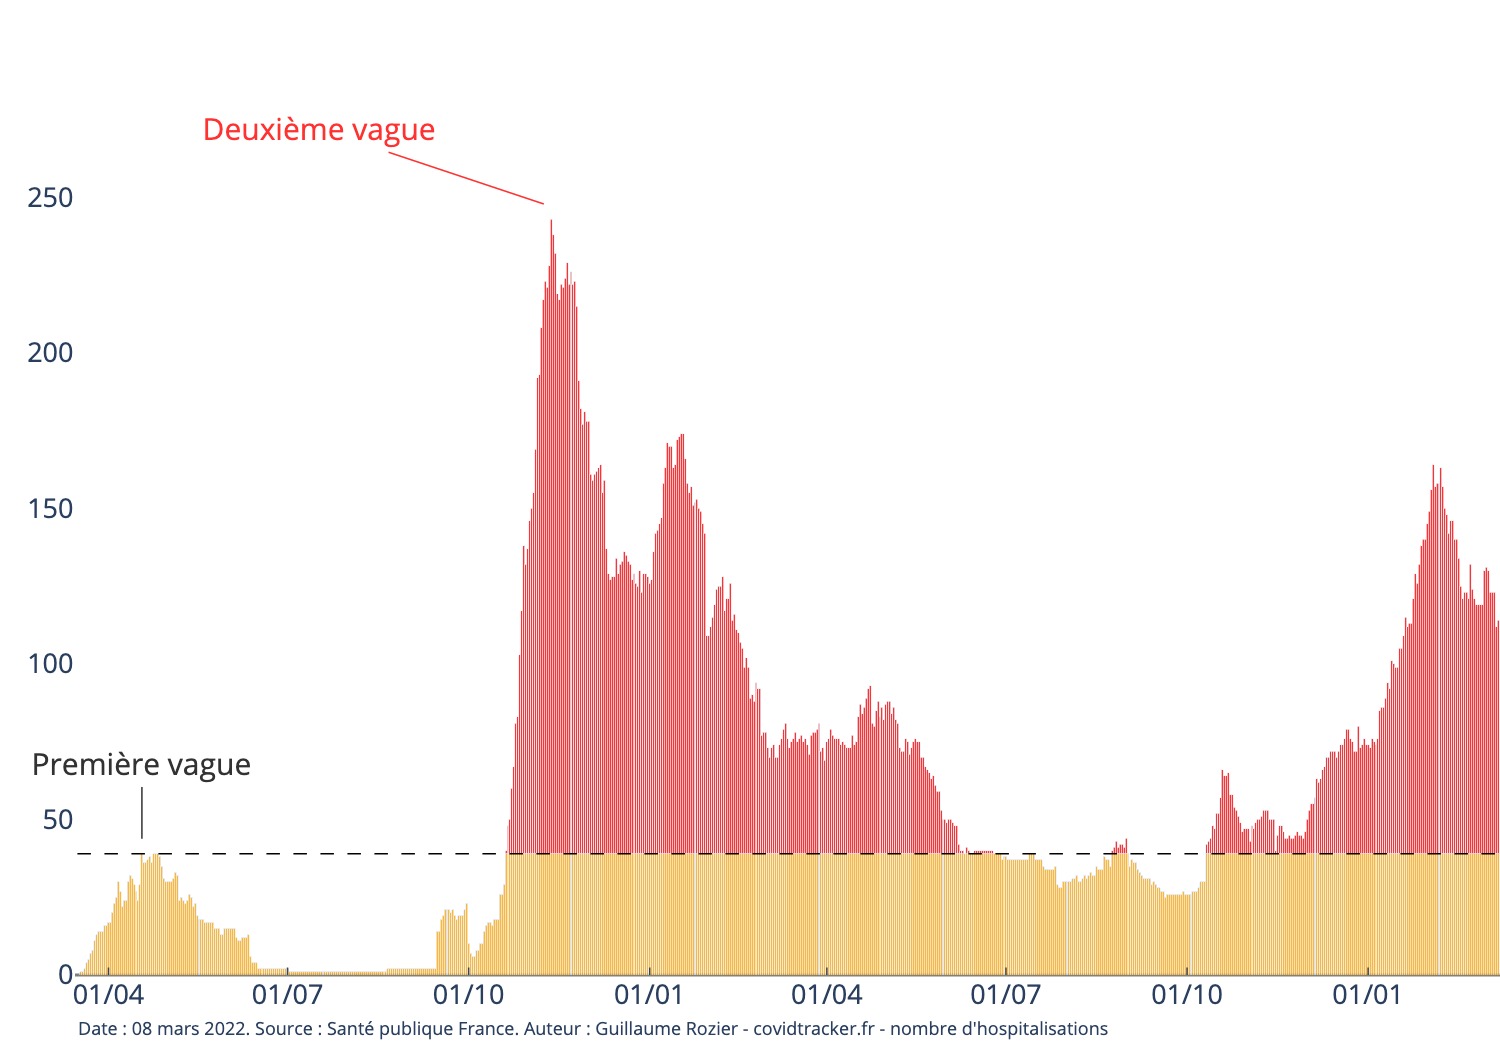 Deuxième vague
250
200
150
100
Première vague
50
0
01/04 01/07 01/10 01/01 01/04 01/07 01/10 01/01
Date : 08 mars 2022. Source : Santé publique France. Auteur : Guillaume Rozier - covidtracker.fr - nombre d'hospitalisations